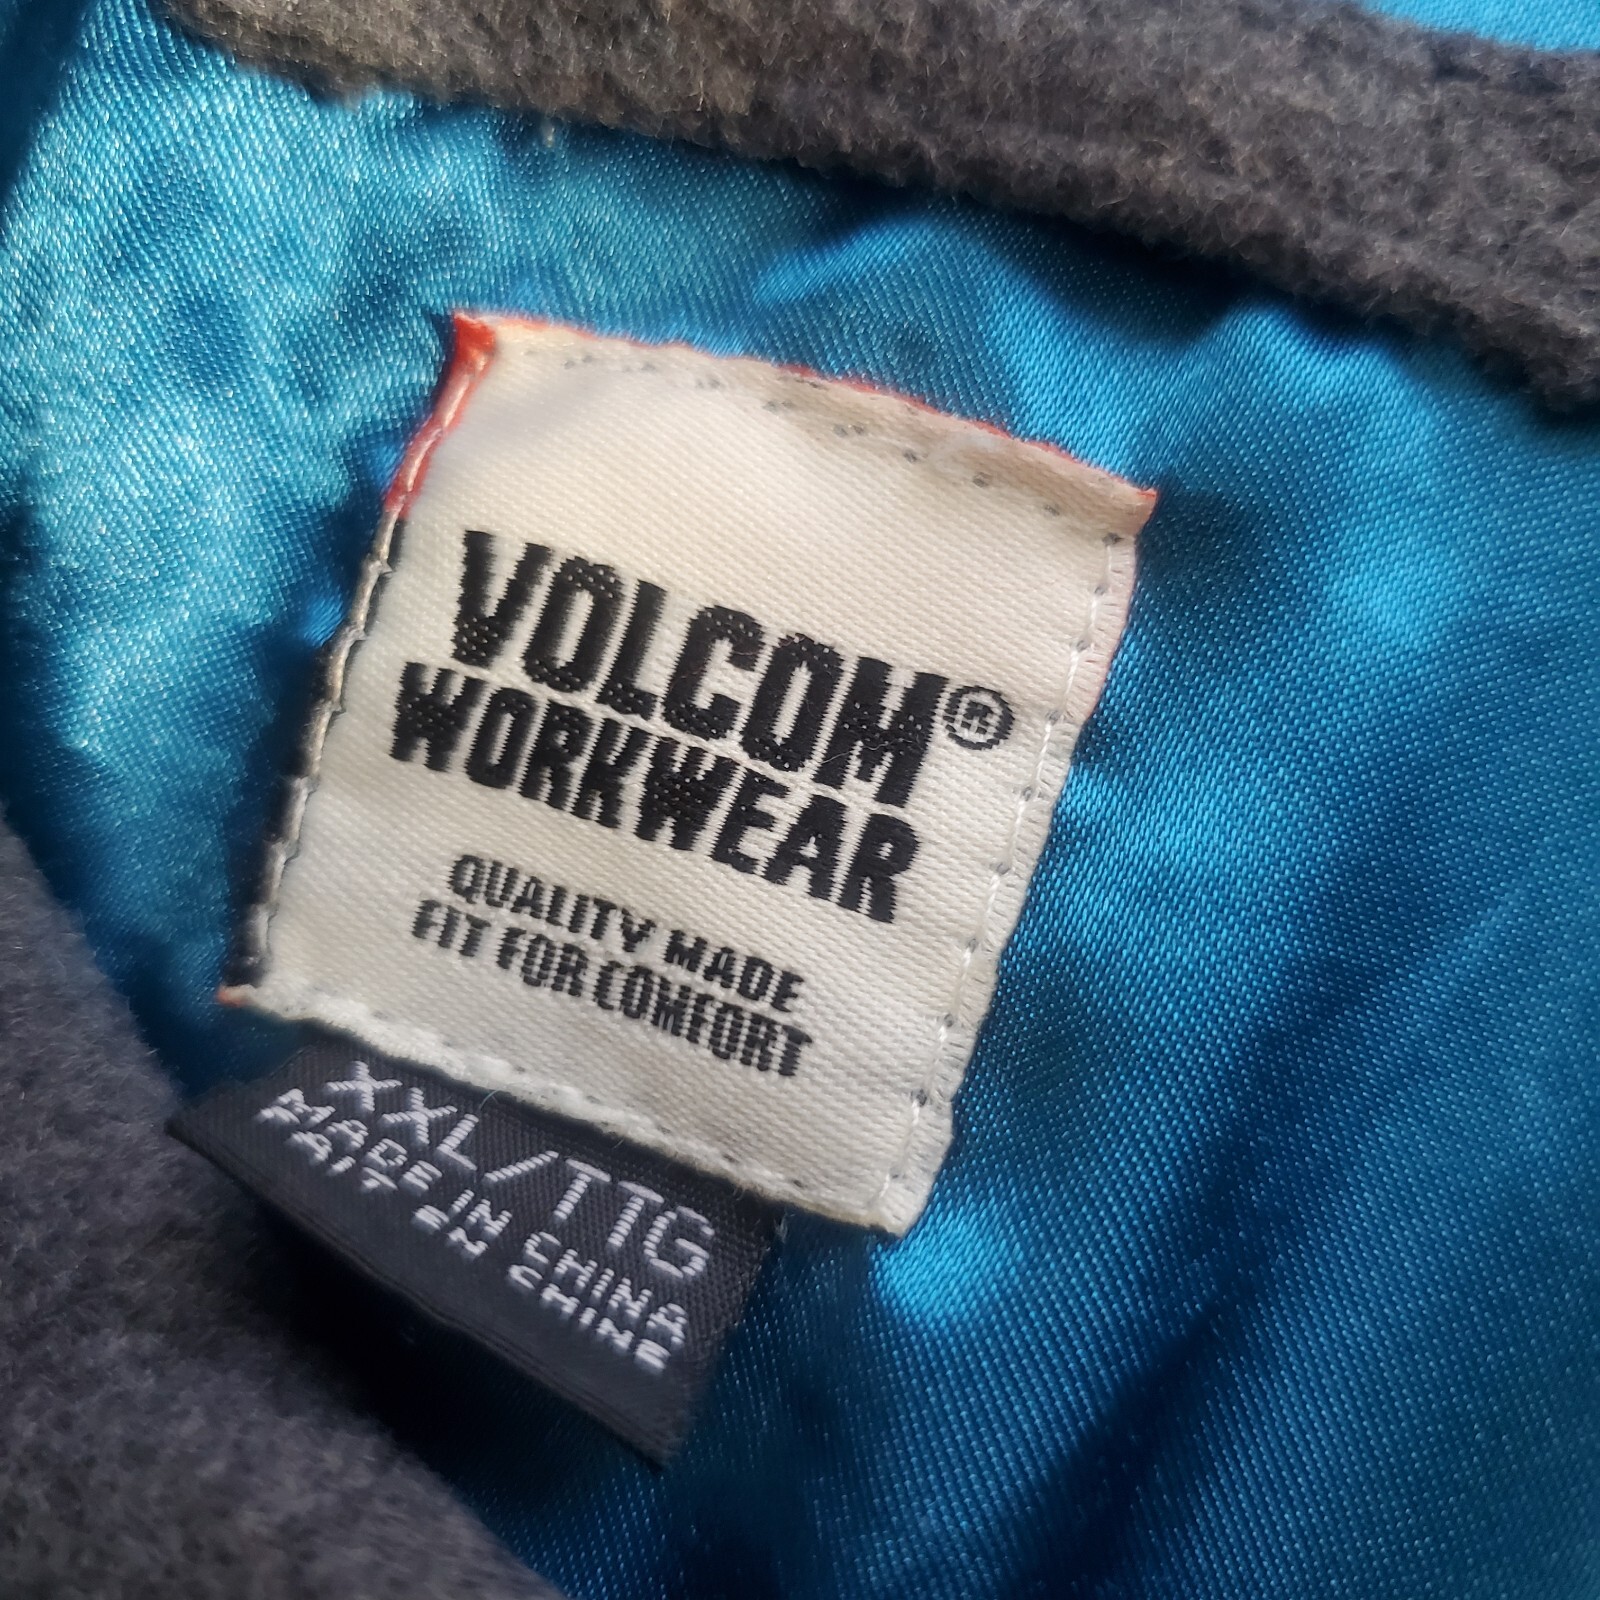 VOLCOM®
WORKWEAR
QUALITY MADE
FIT FOR COMFORT
XXL/TTG
MADE IN CHINA
FAIT EN CHINE